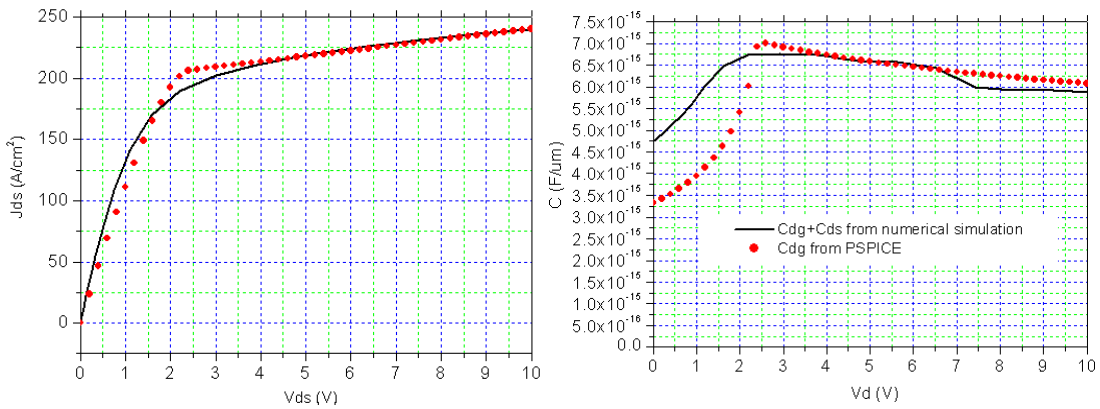 250
200
150
100
50
0
Jds (A/cm²)
0 1 2 3 4 5 6 7 8 9 10
Vds (V)
7.5x10⁻¹⁵
7.0x10⁻¹⁵
6.5x10⁻¹⁵
6.0x10⁻¹⁵
5.5x10⁻¹⁵
5.0x10⁻¹⁵
4.5x10⁻¹⁵
4.0x10⁻¹⁵
3.5x10⁻¹⁵
3.0x10⁻¹⁵
2.5x10⁻¹⁵
2.0x10⁻¹⁵
1.5x10⁻¹⁵
1.0x10⁻¹⁵
5.0x10⁻¹⁶
0.0
C (F/um)
Cdg+Cds from numerical simulation
Cdg from PSPICE
0 1 2 3 4 5 6 7 8 9 10
Vd (V)